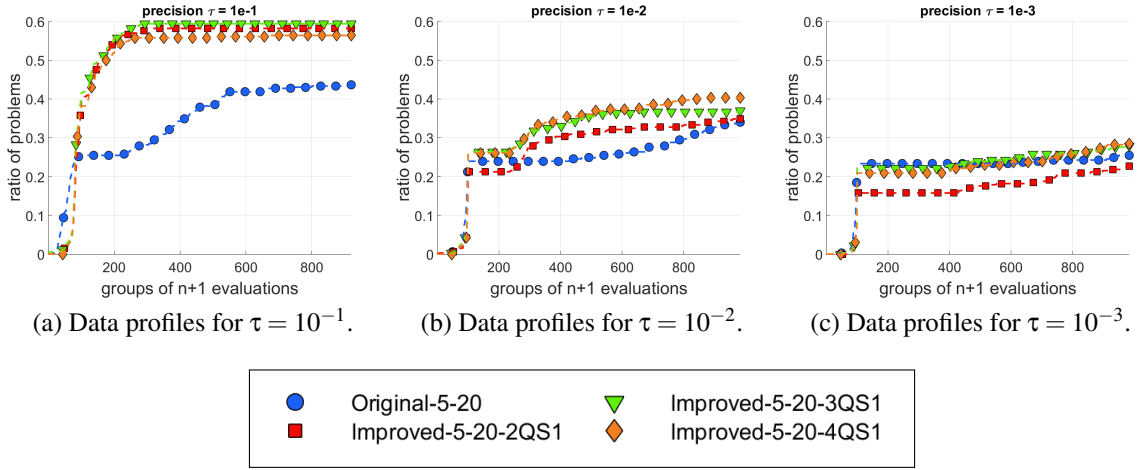 precision τ = 1e-1
ratio of problems
0.6
0.5
0.4
0.3
0.2
0.1
0
200 400 600 800
groups of n+1 evaluations
(a) Data profiles for τ = 10⁻¹.
precision τ = 1e-2
ratio of problems
0.6
0.5
0.4
0.3
0.2
0.1
0
200 400 600 800
groups of n+1 evaluations
(b) Data profiles for τ = 10⁻².
precision τ = 1e-3
ratio of problems
0.6
0.5
0.4
0.3
0.2
0.1
0
200 400 600 800
groups of n+1 evaluations
(c) Data profiles for τ = 10⁻³.
Original-5-20
Improved-5-20-2QS1
Improved-5-20-3QS1
Improved-5-20-4QS1